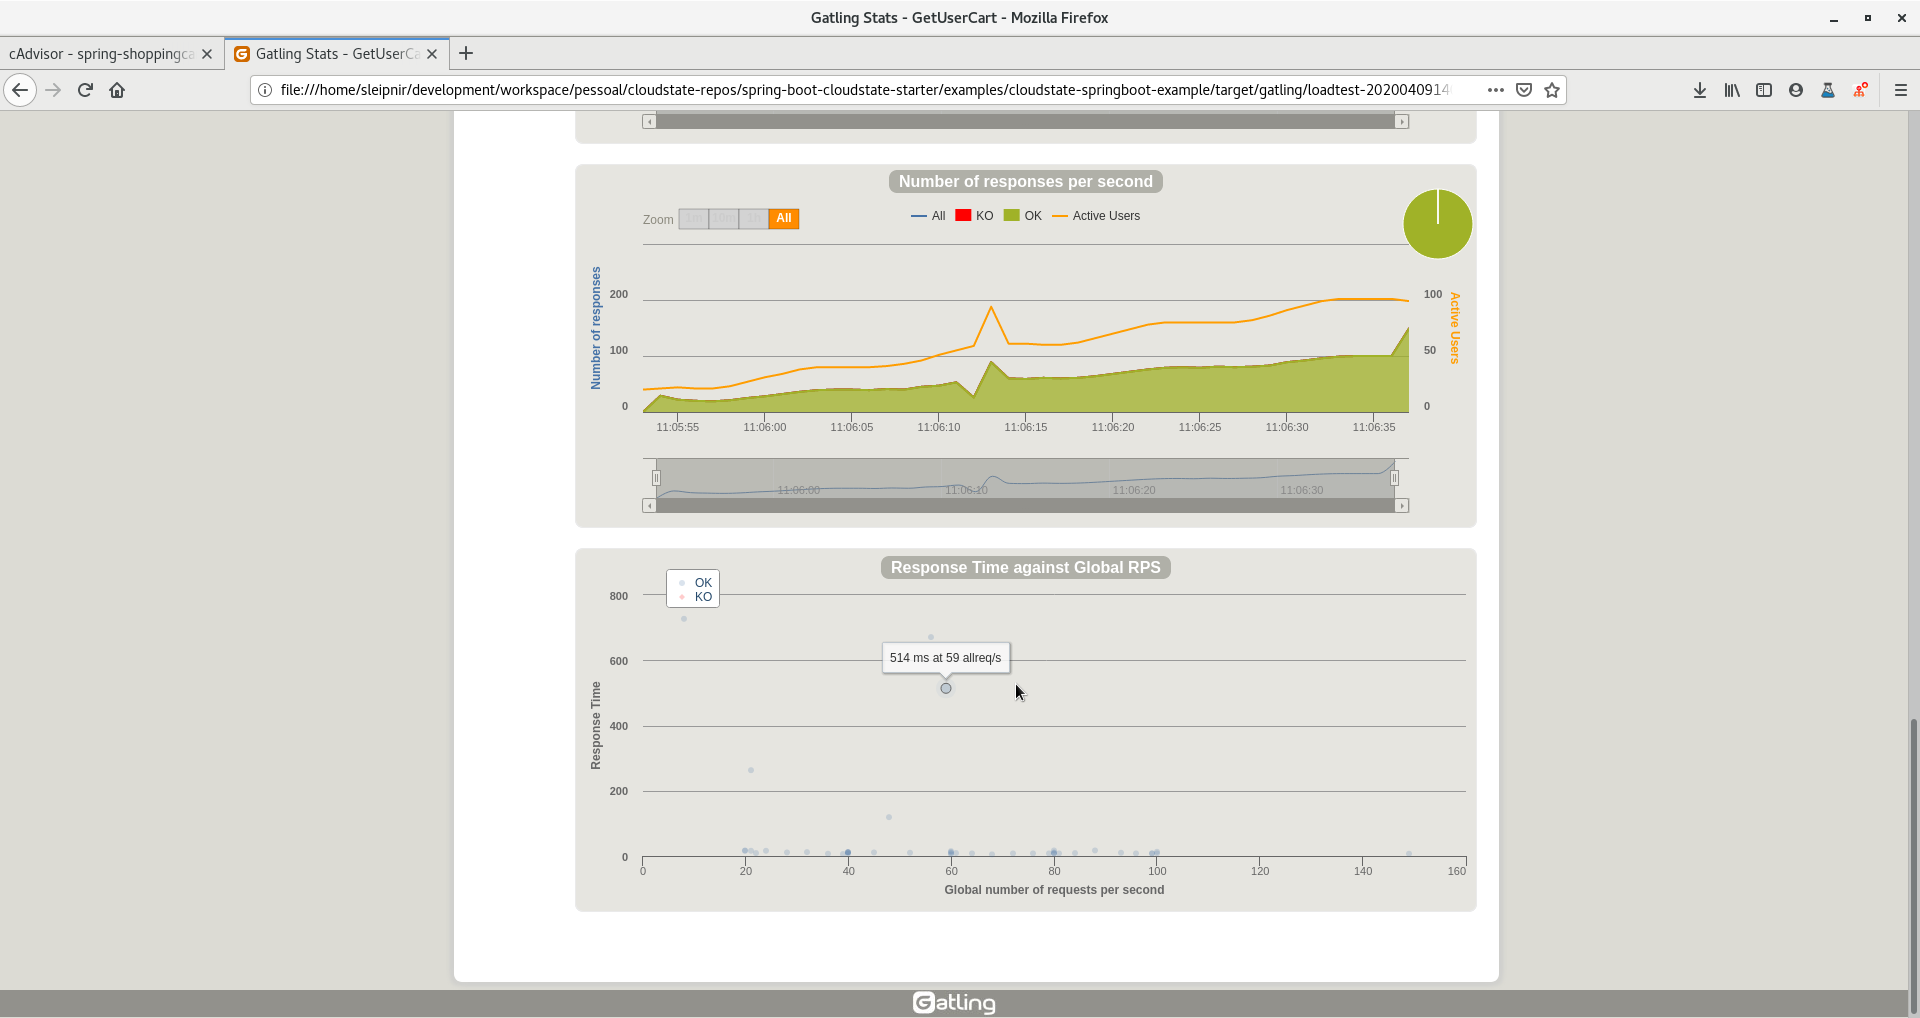 Gatling Stats - GetUserCart - Mozilla Firefox
cAdvisor - spring-shoppingca
Gatling Stats - GetUserCa
file:///home/sleipnir/development/workspace/pessoal/cloudstate-repos/spring-boot-cloudstate-starter/examples/cloudstate-springboot-example/target/gatling/loadtest-2020040914
Number of responses per second
Zoom 1m 10m 1h All
All KO OK Active Users
Number of responses
200
100
0
100
50
0
Active Users
11:05:55 11:06:00 11:06:05 11:06:10 11:06:15 11:06:20 11:06:25 11:06:30 11:06:35
11:06:00 11:06:10 11:06:20 11:06:30
Response Time against Global RPS
OK
KO
Response Time
800
600
400
200
0
514 ms at 59 allreq/s
0 20 40 60 80 100 120 140 160
Global number of requests per second
Gatling